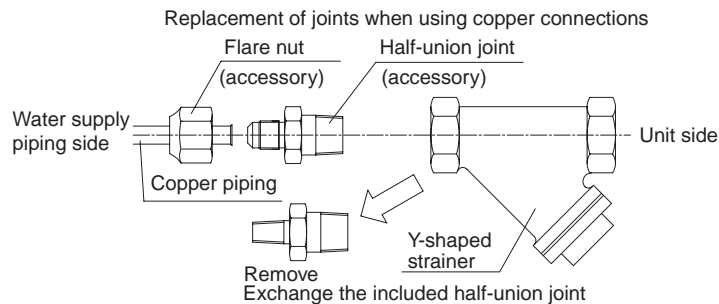 Replacement of joints when using copper connections
Flare nut
(accessory)
Half-union joint
(accessory)
Water supply
piping side
Unit side
Copper piping
Y-shaped
strainer
Remove
Exchange the included half-union joint